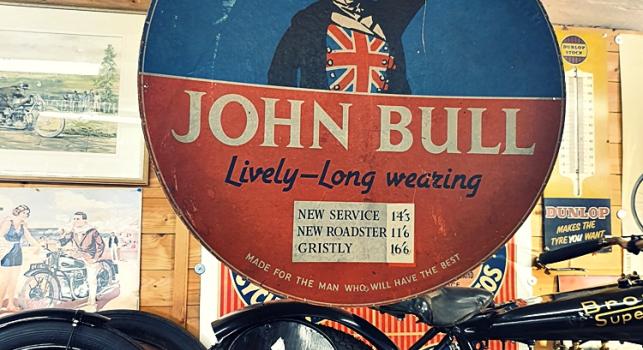 JOHN BULL
Lively-Long wearing
NEW SERVICE 14'3
NEW ROADSTER 11'6
GRISTLY 16'6
MADE FOR THE MAN WHO WILL HAVE THE BEST
DUNLOP
STOCK
DUNLOP
MAKES THE
TYRE YOU WANT